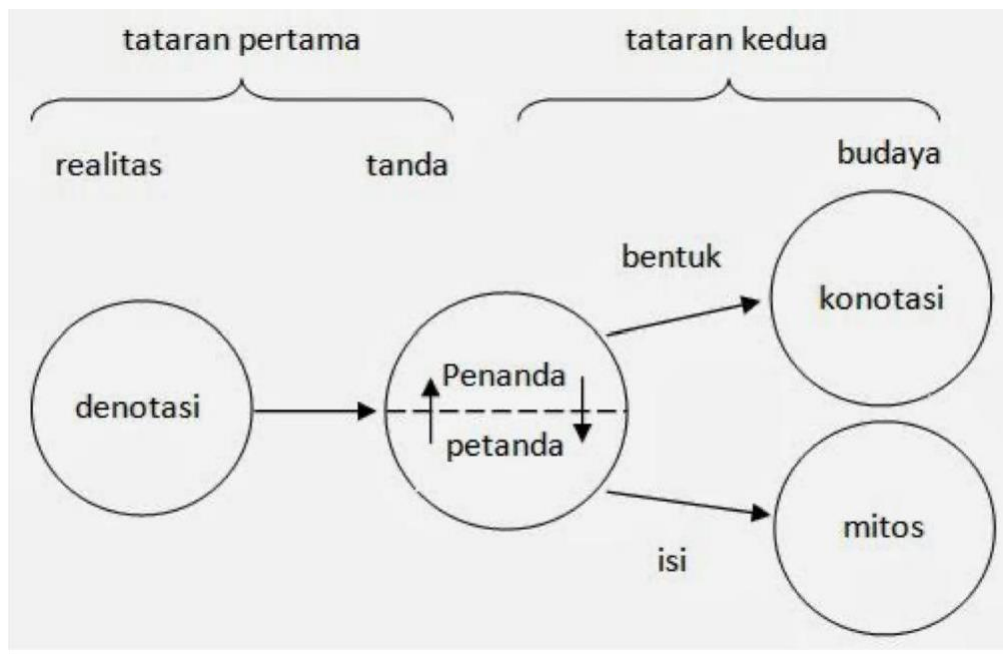 tataran pertama
tataran kedua
realitas
tanda
budaya
bentuk
konotasi
denotasi
Penanda
petanda
isi
mitos